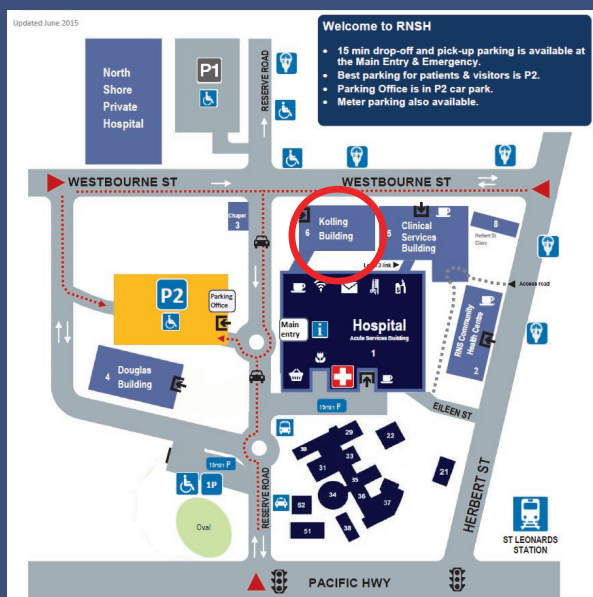 Updated June 2015
Welcome to RNSH
• 15 min drop-off and pick-up parking is available at
the Main Entry & Emergency.
• Best parking for patients & visitors is P2.
• Parking Office is in P2 car park.
• Meter parking also available.
North
Shore
Private
Hospital
P1
RESERVE ROAD
WESTBOURNE ST
WESTBOURNE ST
Chapel
3
6
Kolling
Building
5
Clinical
Services
Building
8
Herbert St
Clinic
Access road
P2
Parking
Office
Main
entry
i
Hospital
Acute Services Building
1
RNS Community
Health Centre
2
4
Douglas
Building
15min P
EILEEN ST
15min P
1P
RESERVE ROAD
Oval
30
29
33
22
31
35
34
36
37
21
52
51
38
HERBERT ST
ST LEONARDS
STATION
PACIFIC HWY